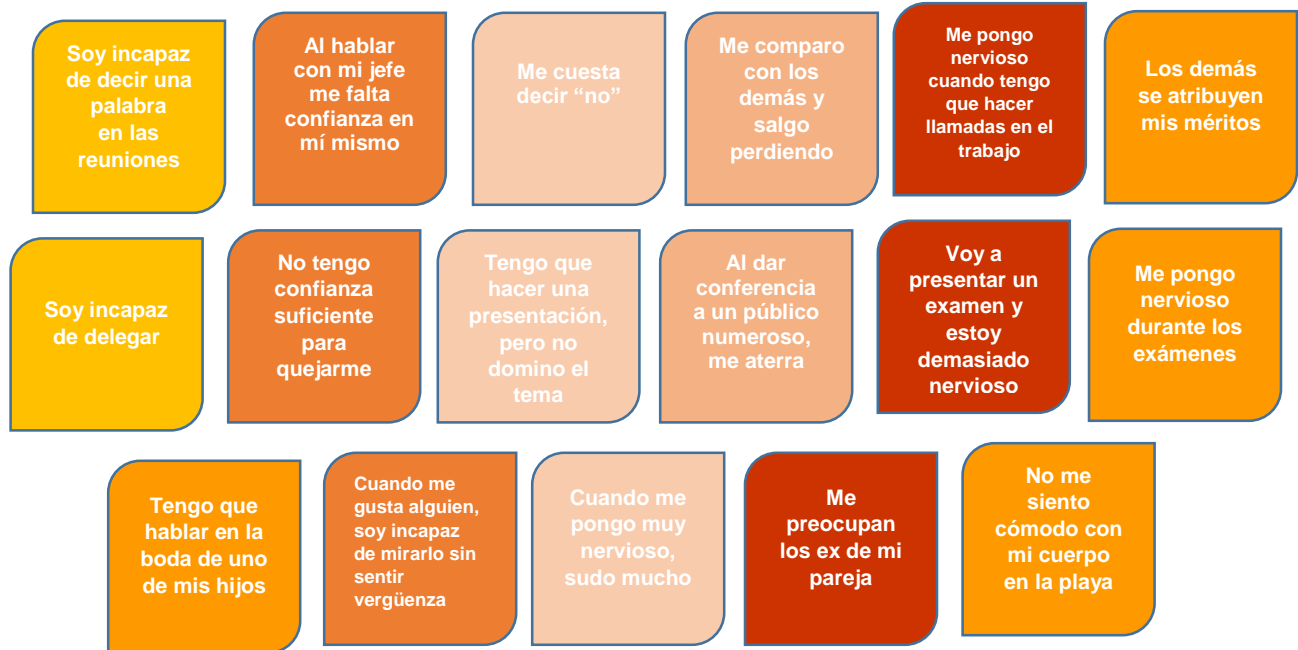 Soy incapaz
de decir una
palabra
en las
reuniones
Al hablar
con mi jefe
me falta
confianza en
mí mismo
Me cuesta
decir “no”
Me comparo
con los
demás y
salgo
perdiendo
Me pongo
nervioso
cuando tengo
que hacer
llamadas en el
trabajo
Los demás
se atribuyen
mis méritos
Soy incapaz
de delegar
No tengo
confianza
suficiente
para
quejarme
Tengo que
hacer una
presentación,
pero no
domino el
tema
Al dar
conferencia
a un público
numeroso,
me aterra
Voy a
presentar un
examen y
estoy
demasiado
nervioso
Me pongo
nervioso
durante los
exámenes
Tengo que
hablar en la
boda de uno
de mis hijos
Cuando me
gusta alguien,
soy incapaz
de mirarlo sin
sentir
vergüenza
Cuando me
pongo muy
nervioso,
sudo mucho
Me
preocupan
los ex de mi
pareja
No me
siento
cómodo con
mi cuerpo
en la playa